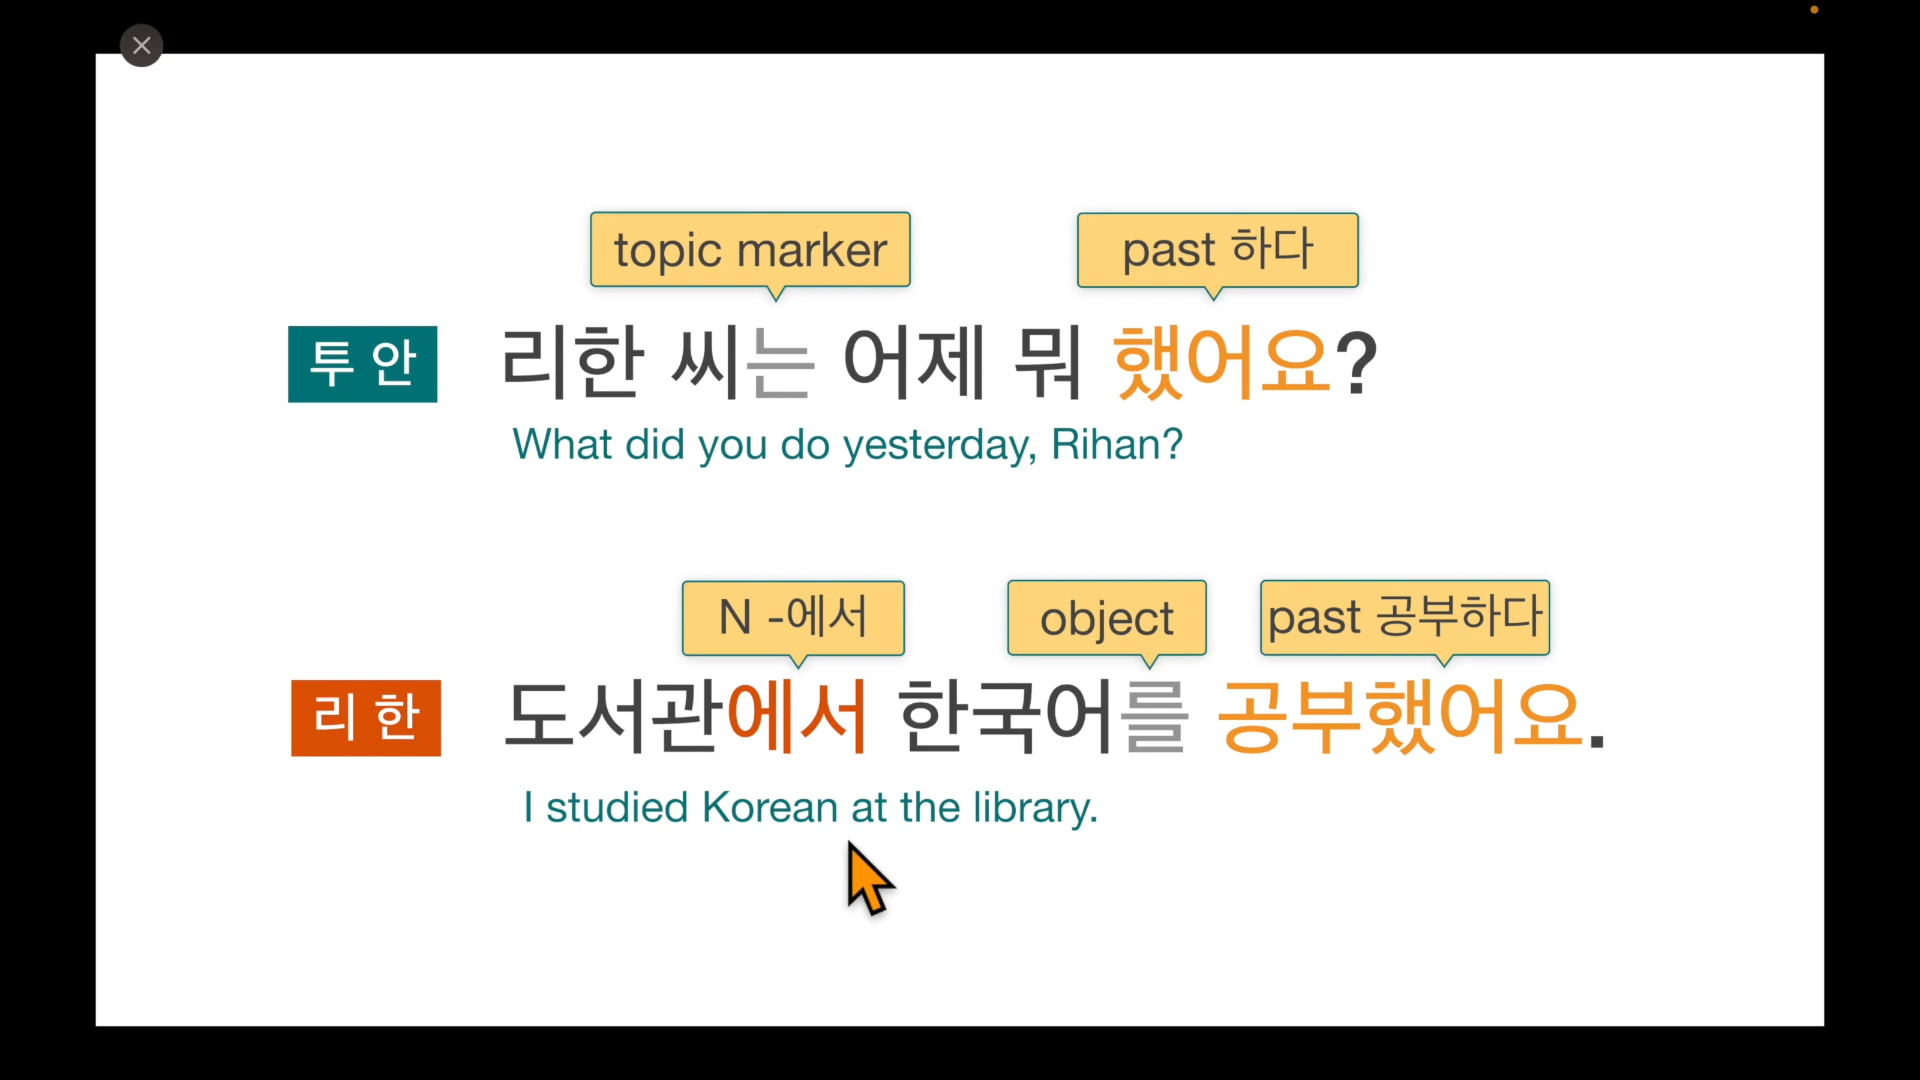 topic marker
past 하다
투 안
리한 씨는 어제 뭐 했어요?
What did you do yesterday, Rihan?
N -에서
object
past 공부하다
리 한
도서관에서 한국어를 공부했어요.
I studied Korean at the library.